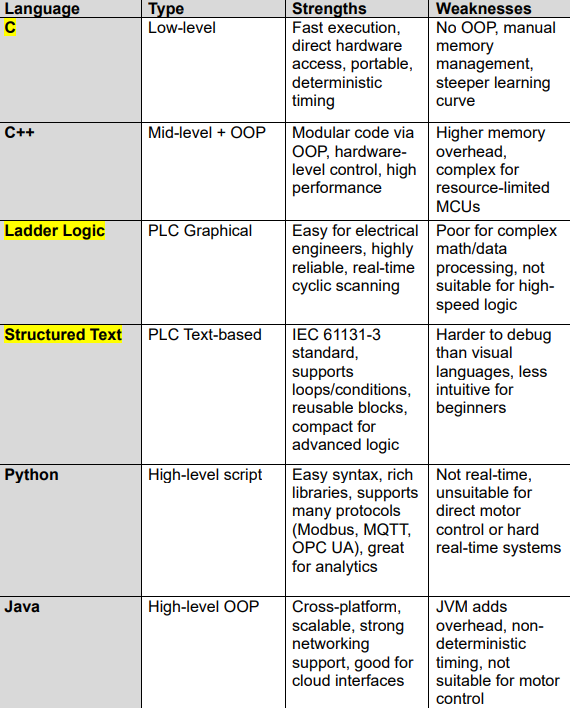 Language Type Strengths Weaknesses
C
Low-level
Fast execution,
direct hardware
access, portable,
deterministic
timing
No OOP, manual
memory
management,
steeper learning
curve
C++
Mid-level + OOP
Modular code via
OOP, hardware-
level control, high
performance
Higher memory
overhead,
complex for
resource-limited
MCUs
Ladder Logic
PLC Graphical
Easy for electrical
engineers, highly
reliable, real-time
cyclic scanning
Poor for complex
math/data
processing, not
suitable for high-
speed logic
Structured Text
PLC Text-based
IEC 61131-3
standard,
supports
loops/conditions,
reusable blocks,
compact for
advanced logic
Harder to debug
than visual
languages, less
intuitive for
beginners
Python
High-level script
Easy syntax, rich
libraries, supports
many protocols
(Modbus, MQTT,
OPC UA), great
for analytics
Not real-time,
unsuitable for
direct motor
control or hard
real-time systems
Java
High-level OOP
Cross-platform,
scalable, strong
networking
support, good for
cloud interfaces
JVM adds
overhead, non-
deterministic
timing, not
suitable for motor
control